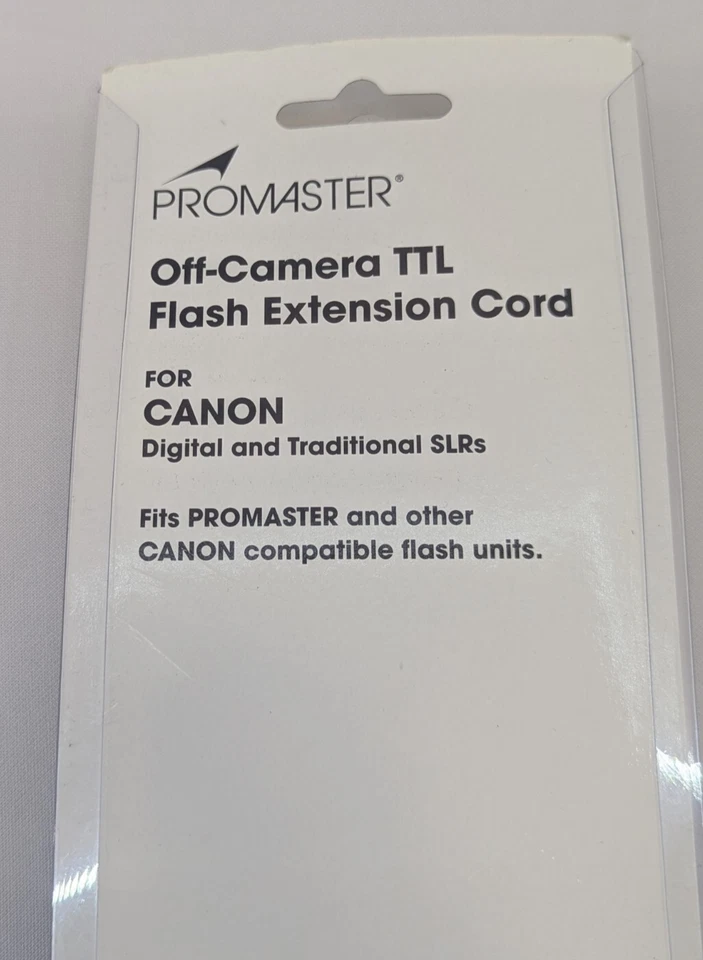 PROMASTER®
Off-Camera TTL
Flash Extension Cord
FOR
CANON
Digital and Traditional SLRs
Fits PROMASTER and other
CANON compatible flash units.